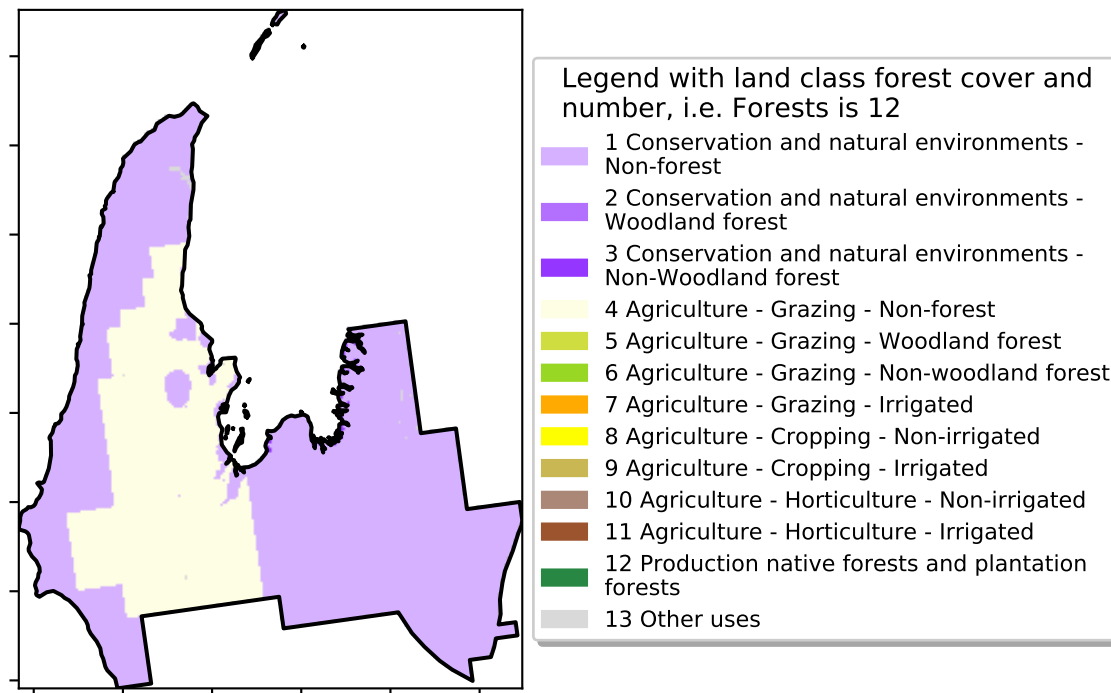 Legend with land class forest cover and
number, i.e. Forests is 12
1 Conservation and natural environments -
Non-forest
2 Conservation and natural environments -
Woodland forest
3 Conservation and natural environments -
Non-Woodland forest
4 Agriculture - Grazing - Non-forest
5 Agriculture - Grazing - Woodland forest
6 Agriculture - Grazing - Non-woodland forest
7 Agriculture - Grazing - Irrigated
8 Agriculture - Cropping - Non-irrigated
9 Agriculture - Cropping - Irrigated
10 Agriculture - Horticulture - Non-irrigated
11 Agriculture - Horticulture - Irrigated
12 Production native forests and plantation
forests
13 Other uses